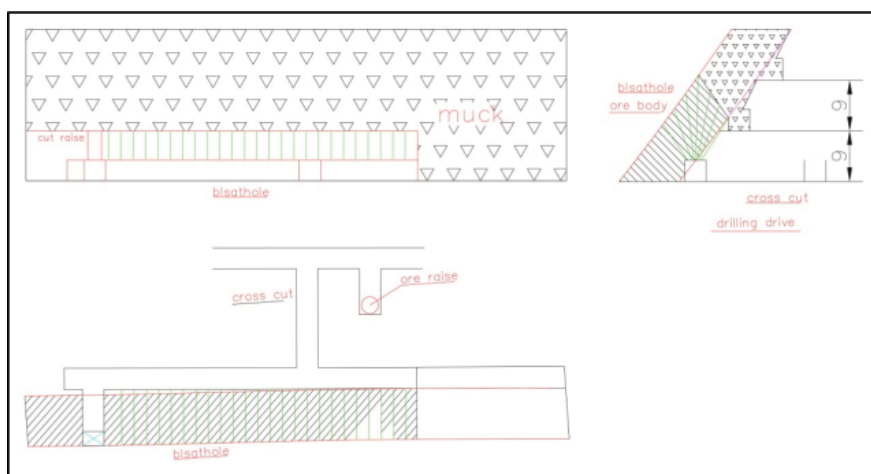 muck
cut raise
blsathole
blsathole
ore body
9
9
cross cut
drilling drive
cross cut
ore raise
blsathole